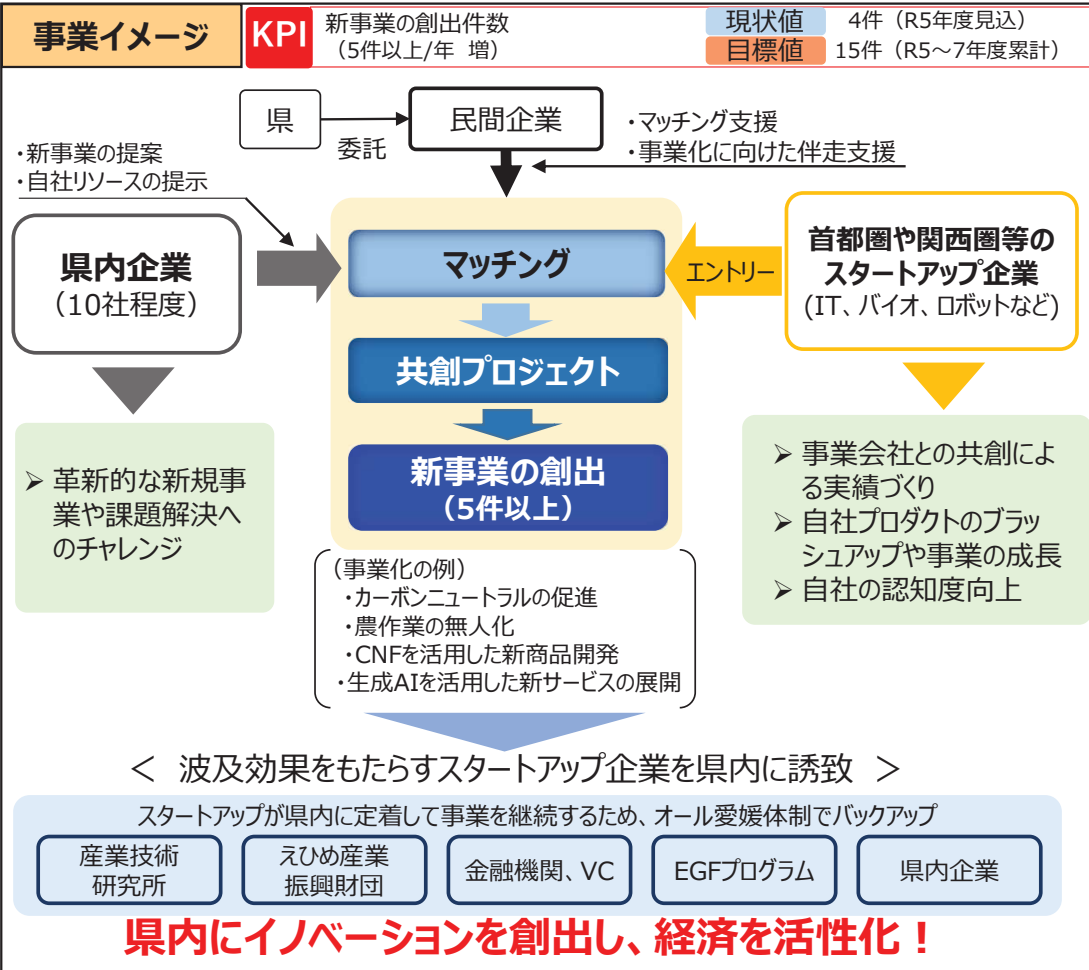 事業イメージ
KPI
新事業の創出件数
（5件以上/年 増）
現状値
4件（R5年度見込）
目標値
15件（R5～7年度累計）
県
委託
民間企業
・マッチング支援
・事業化に向けた伴走支援
・新事業の提案
・自社リソースの提示
県内企業
（10社程度）
マッチング
エントリー
首都圏や関西圏等の
スタートアップ企業
(IT、バイオ、ロボットなど)
共創プロジェクト
新事業の創出
（5件以上）
➢ 革新的な新規事
業や課題解決へ
のチャレンジ
➢ 事業会社との共創によ
る実績づくり
➢ 自社プロダクトのブラッ
シュアップや事業の成長
➢ 自社の認知度向上
（事業化の例）
・カーボンニュートラルの促進
・農作業の無人化
・CNFを活用した新商品開発
・生成AIを活用した新サービスの展開
＜ 波及効果をもたらすスタートアップ企業を県内に誘致 ＞
スタートアップが県内に定着して事業を継続するため、オール愛媛体制でバックアップ
産業技術
研究所
えひめ産業
振興財団
金融機関、VC
EGFプログラム
県内企業
県内にイノベーションを創出し、経済を活性化！